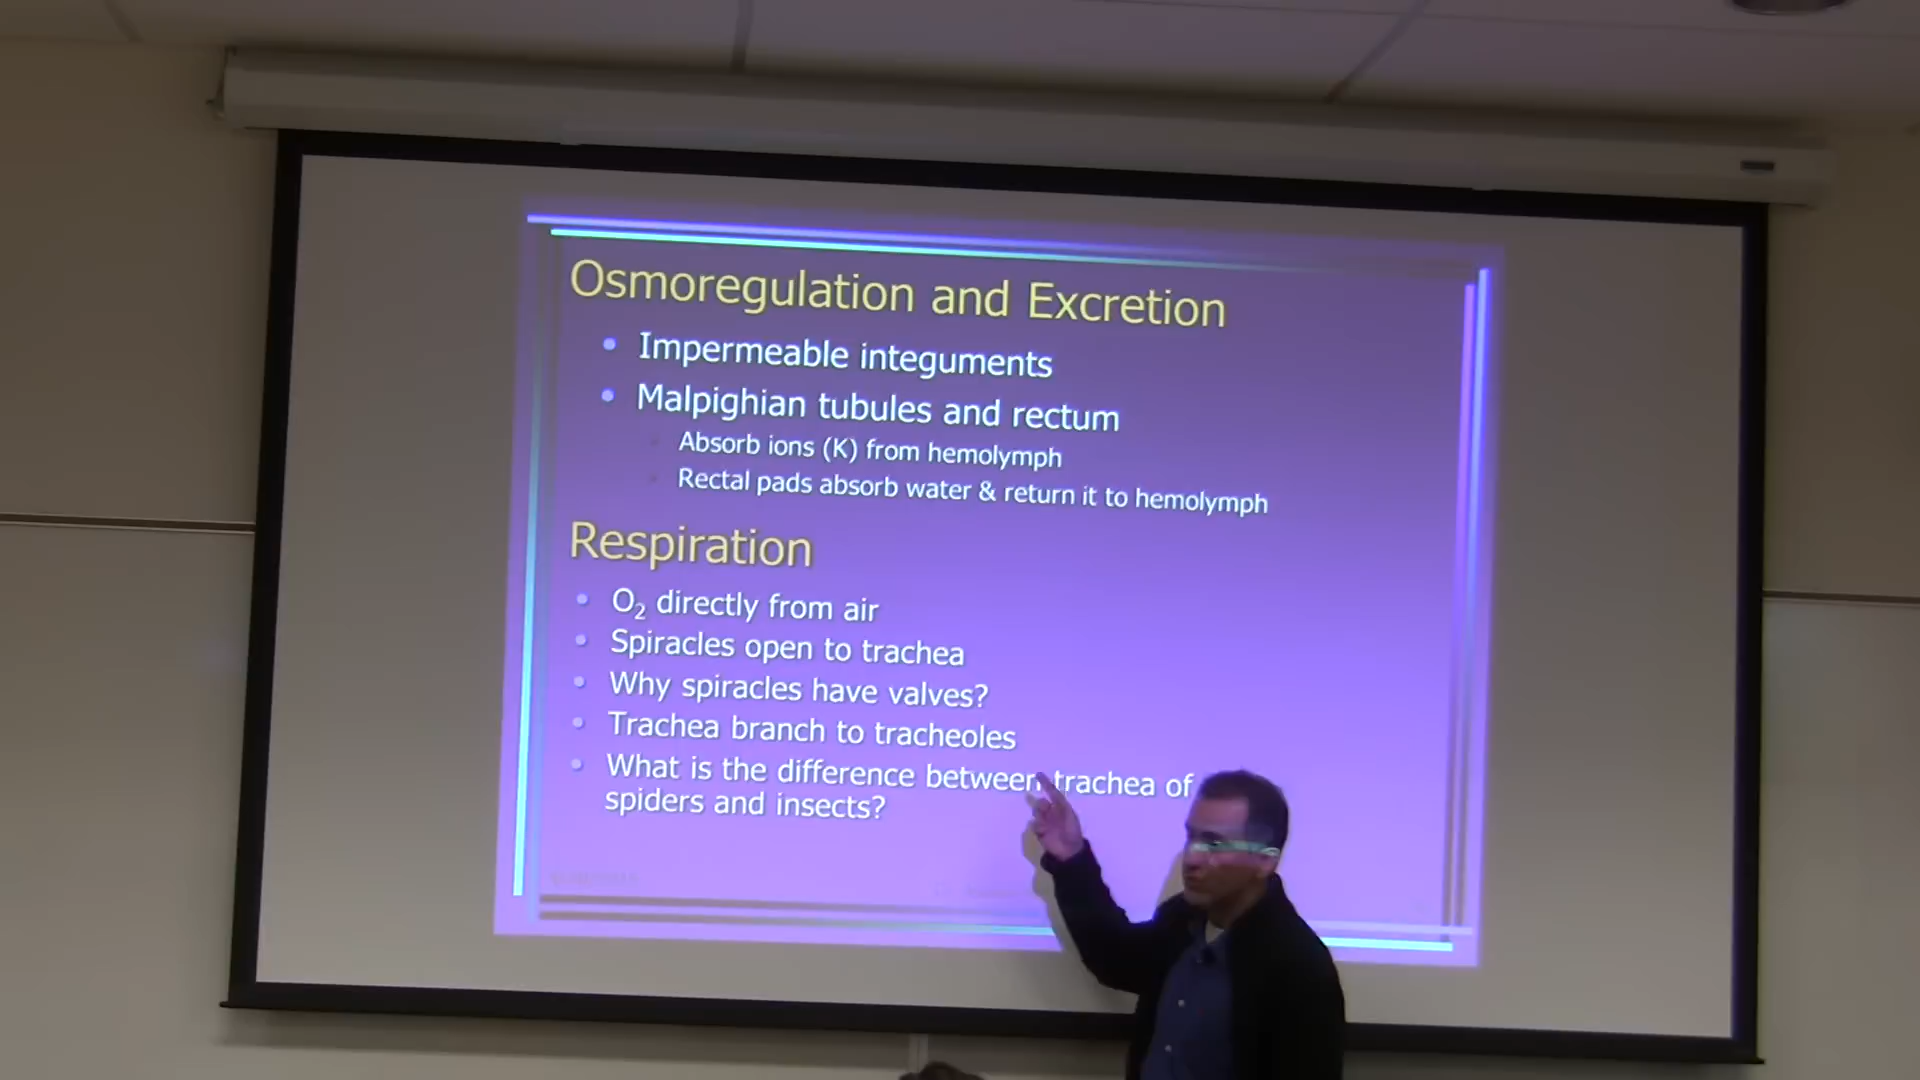 Osmoregulation and Excretion
Impermeable integuments
Malpighian tubules and rectum
Absorb ions (K) from hemolymph
Rectal pads absorb water & return it to hemolymph
Respiration
O₂ directly from air
Spiracles open to trachea
Why spiracles have valves?
Trachea branch to tracheoles
What is the difference between trachea of
spiders and insects?